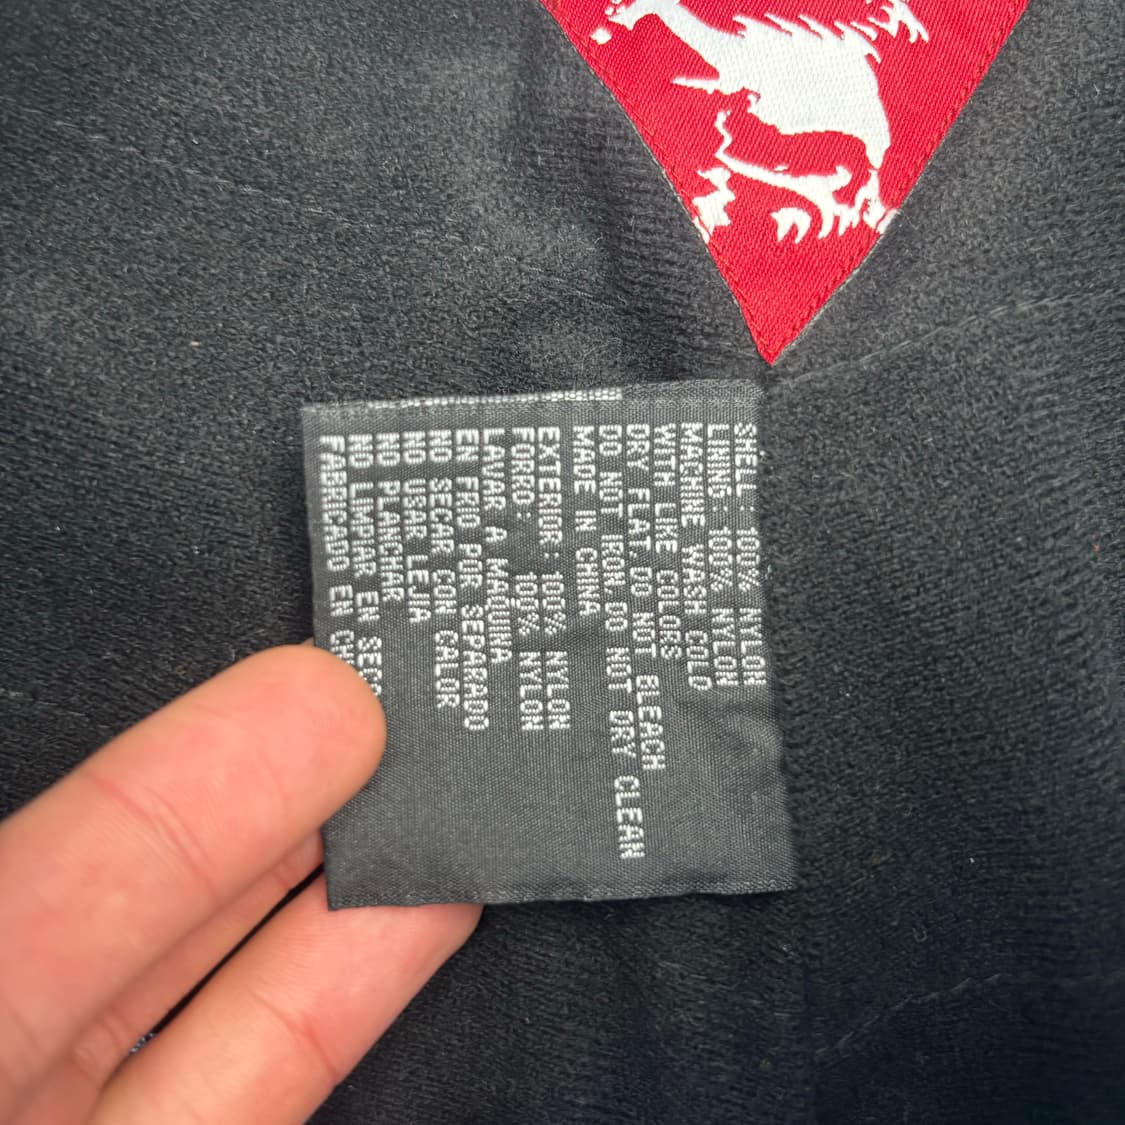 SHELL: 100% NYLON
LINING: 100% NYLON
MACHINE WASH COLD
WITH LIKE COLORS
DRY FLAT. DO NOT BLEACH
DO NOT IRON. DO NOT DRY CLEAN
MADE IN CHINA
EXTERIOR: 100% NYLON
FORRO: 100% NYLON
LAVAR A MAQUINA
EN FRIO POR SEPARADO
NO SECAR CON CALOR
NO USAR LEJIA
NO PLANCHAR
NO LIMPIAR EN SECO
FABRICADO EN